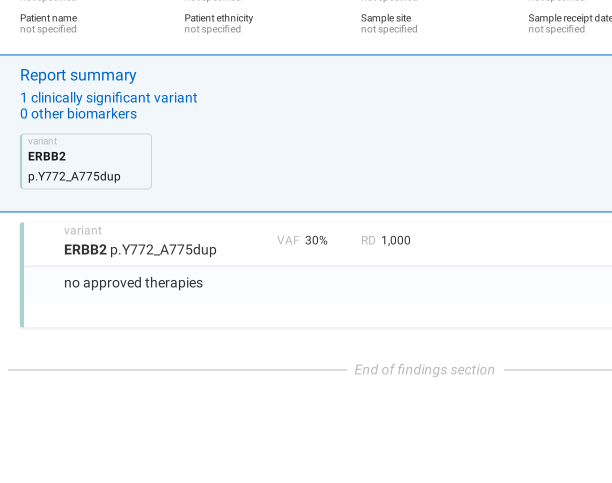 Patient name
Patient ethnicity
Sample site
Sample receipt date
not specified
not specified
not specified
not specified
Report summary
1 clinically significant variant
0 other biomarkers
variant
ERBB2
p.Y772_A775dup
variant
ERBB2 p.Y772_A775dup
VAF 30%
RD 1,000
no approved therapies
End of findings section